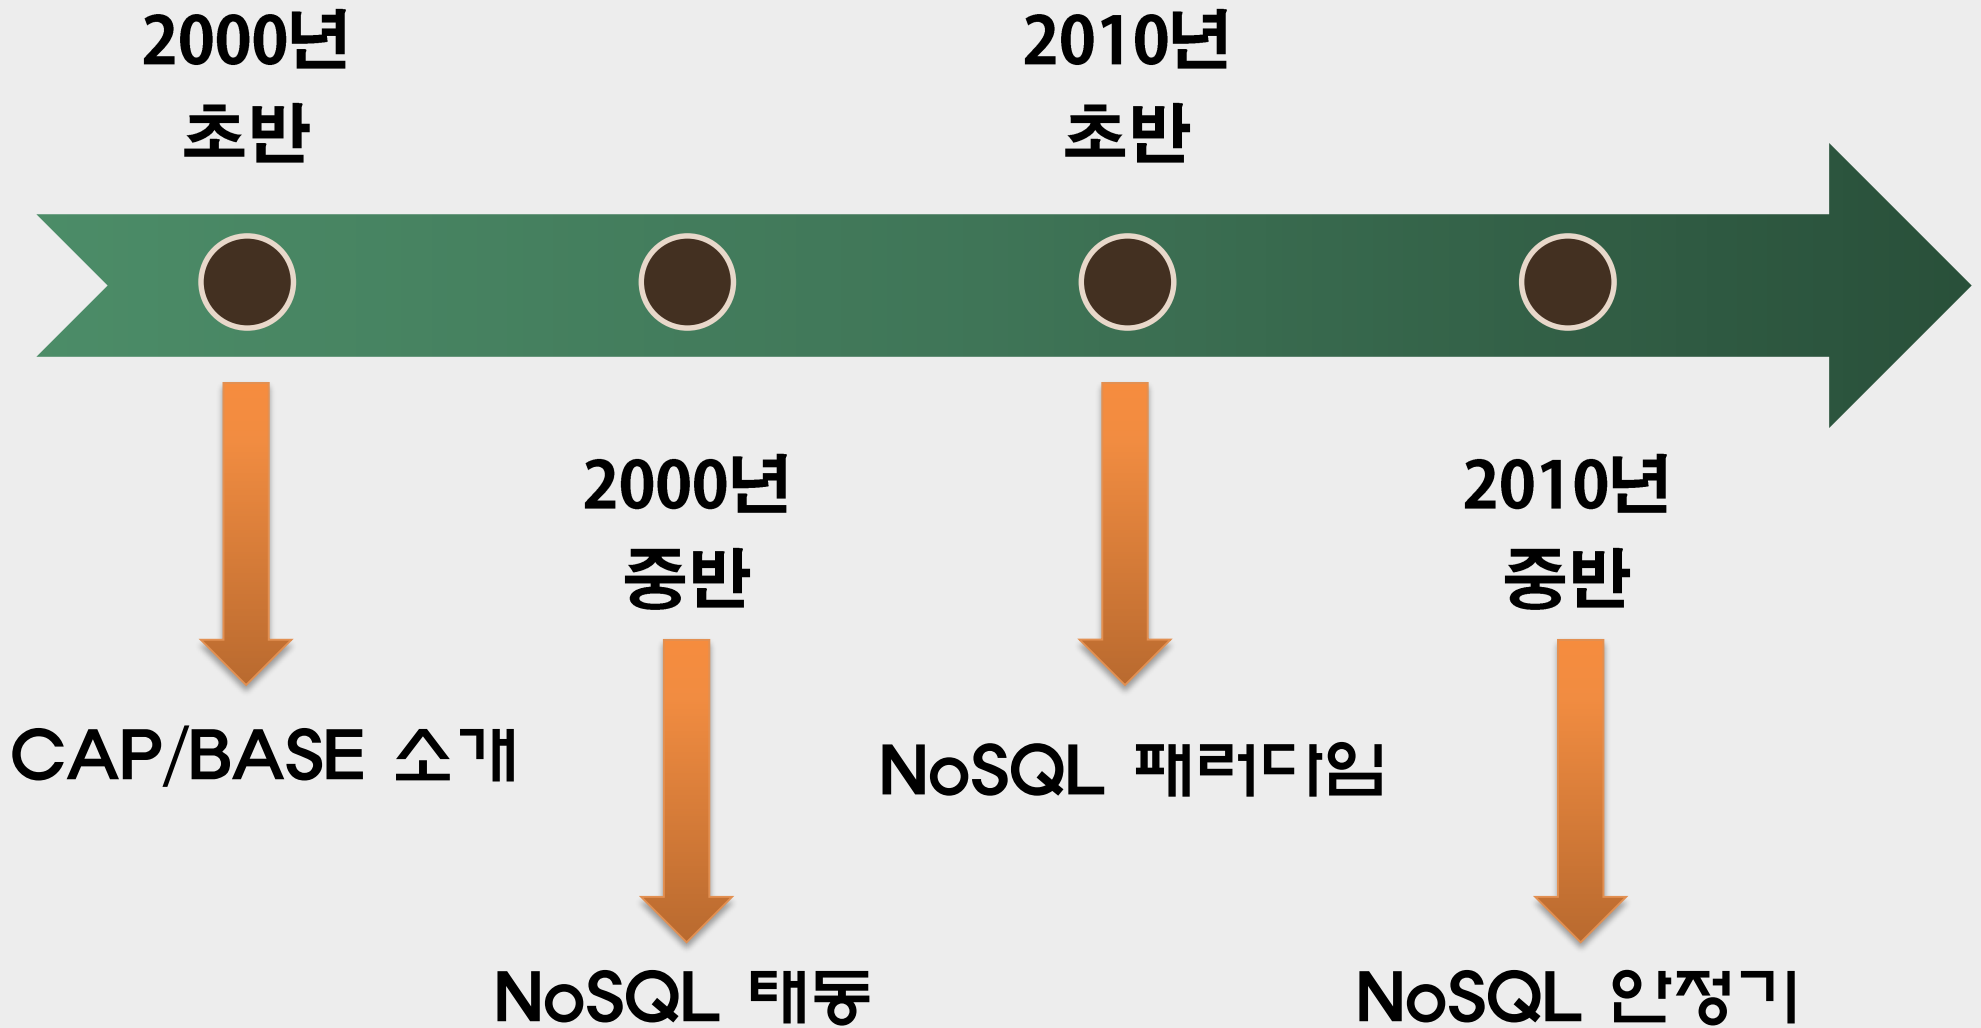 2000년
초반
2010년
초반
2000년
중반
2010년
중반
CAP/BASE 소개
NoSQL 패러다임
NoSQL 태동
NoSQL 안정기